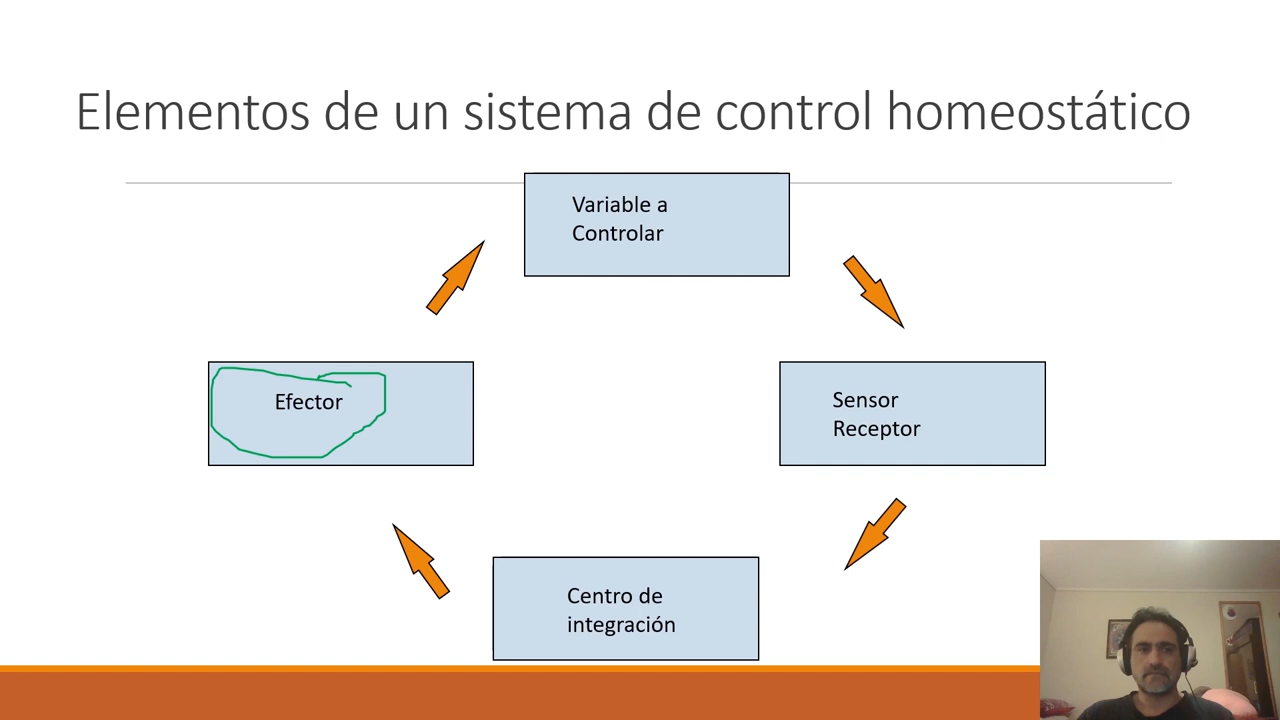 Elementos de un sistema de control homeostático
Variable a
Controlar
Efector
Sensor
Receptor
Centro de
integración